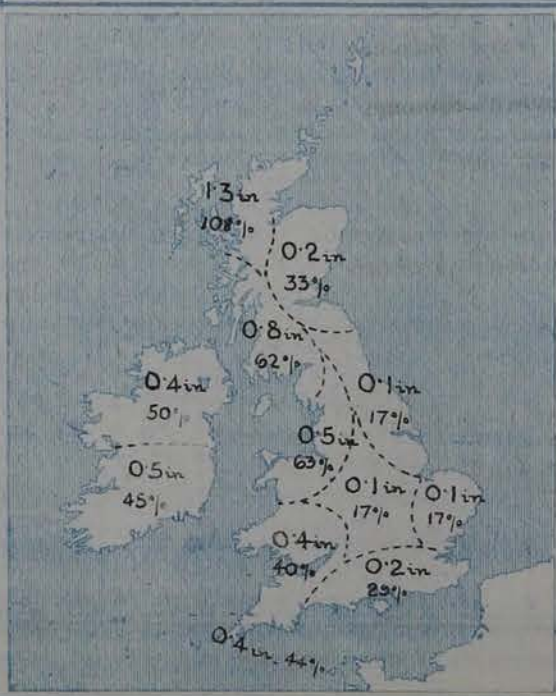 1·3 in
108%
0·2 in
33%
0·8 in
62%
0·4 in
50%
0·1 in
17%
0·5 in
63%
0·5 in
45%
0·1 in
17%
0·1 in
17%
0·4 in
40%
0·2 in
29%
0·4 in. 44%